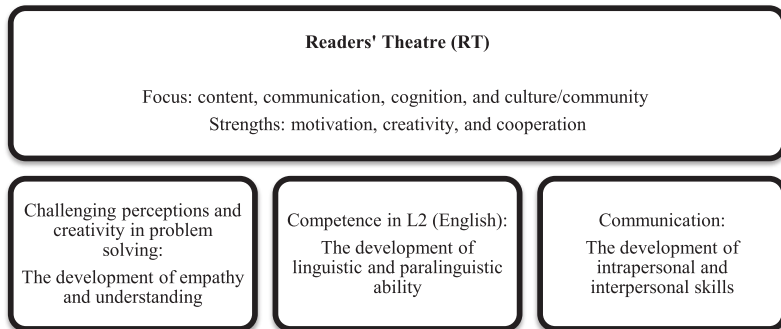 Readers' Theatre (RT)
Focus: content, communication, cognition, and culture/community
Strengths: motivation, creativity, and cooperation
Challenging perceptions and
creativity in problem
solving:
The development of empathy
and understanding
Competence in L2 (English):
The development of
linguistic and paralinguistic
ability
Communication:
The development of
intrapersonal and
interpersonal skills